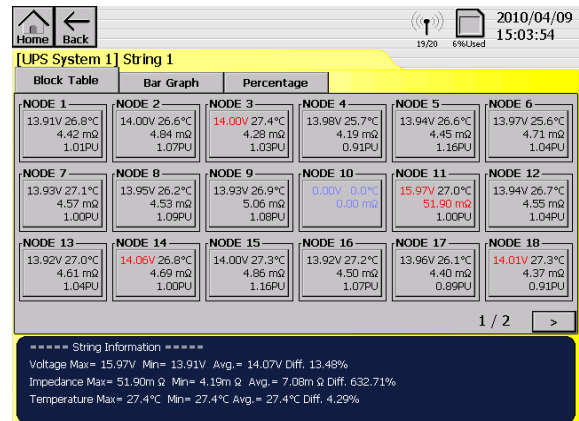 Home Back 19/20 6%Used 2010/04/09 15:03:54
[UPS System 1] String 1
Block Table Bar Graph Percentage
NODE 1 NODE 2 NODE 3 NODE 4 NODE 5 NODE 6
13.91V 26.8°C 14.00V 26.6°C 14.00V 27.4°C 13.98V 25.7°C 13.94V 26.6°C 13.97V 25.6°C
4.42 mΩ 4.84 mΩ 4.28 mΩ 4.19 mΩ 4.45 mΩ 4.71 mΩ
1.01PU 1.07PU 1.03PU 0.91PU 1.16PU 1.04PU
NODE 7 NODE 8 NODE 9 NODE 10 NODE 11 NODE 12
13.93V 27.1°C 13.95V 26.2°C 13.93V 26.9°C 0.00V 0.0°C 15.97V 27.0°C 13.94V 26.7°C
4.57 mΩ 4.53 mΩ 5.06 mΩ 0.00 mΩ 51.90 mΩ 4.55 mΩ
1.00PU 1.09PU 1.08PU 1.00PU 1.04PU
NODE 13 NODE 14 NODE 15 NODE 16 NODE 17 NODE 18
13.92V 27.0°C 14.06V 26.8°C 14.00V 27.3°C 13.92V 27.2°C 13.96V 26.1°C 14.01V 27.3°C
4.61 mΩ 4.69 mΩ 4.86 mΩ 4.50 mΩ 4.40 mΩ 4.37 mΩ
1.04PU 1.00PU 1.16PU 1.07PU 0.89PU 0.91PU
1 / 2 >
===== String Information =====
Voltage Max= 15.97V Min= 13.91V Avg.= 14.07V Diff. 13.48%
Impedance Max= 51.90m Ω Min= 4.19m Ω Avg.= 7.08m Ω Diff. 632.71%
Temperature Max= 27.4°C Min= 27.4°C Avg.= 27.4°C Diff. 4.29%